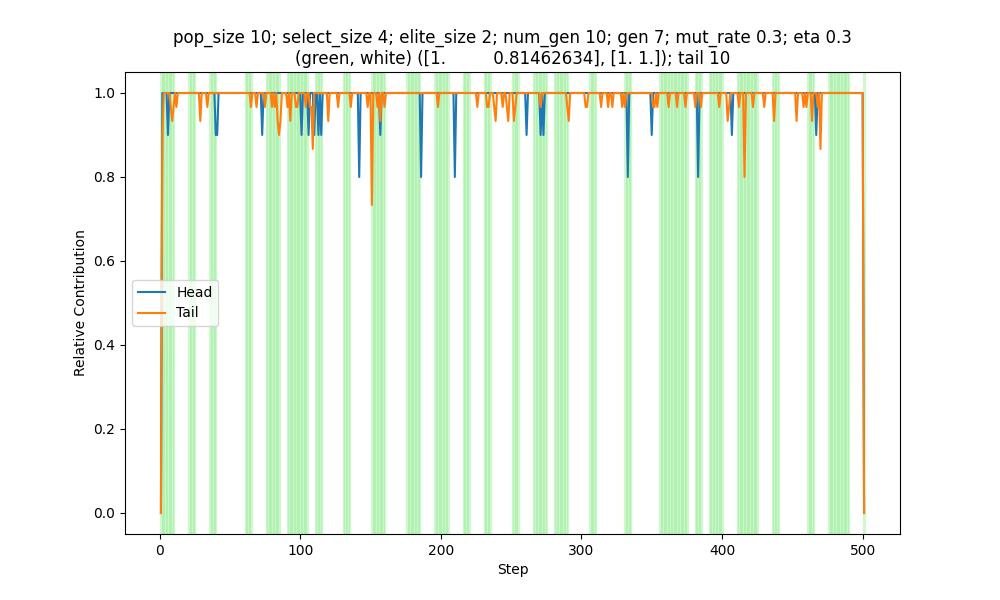 pop_size 10; select_size 4; elite_size 2; num_gen 10; gen 7; mut_rate 0.3; eta 0.3
(green, white) ([1.         0.81462634], [1. 1.]); tail 10
1.0
0.8
0.6
0.4
0.2
0.0
Relative Contribution
Head
Tail
0
100
200
300
400
500
Step